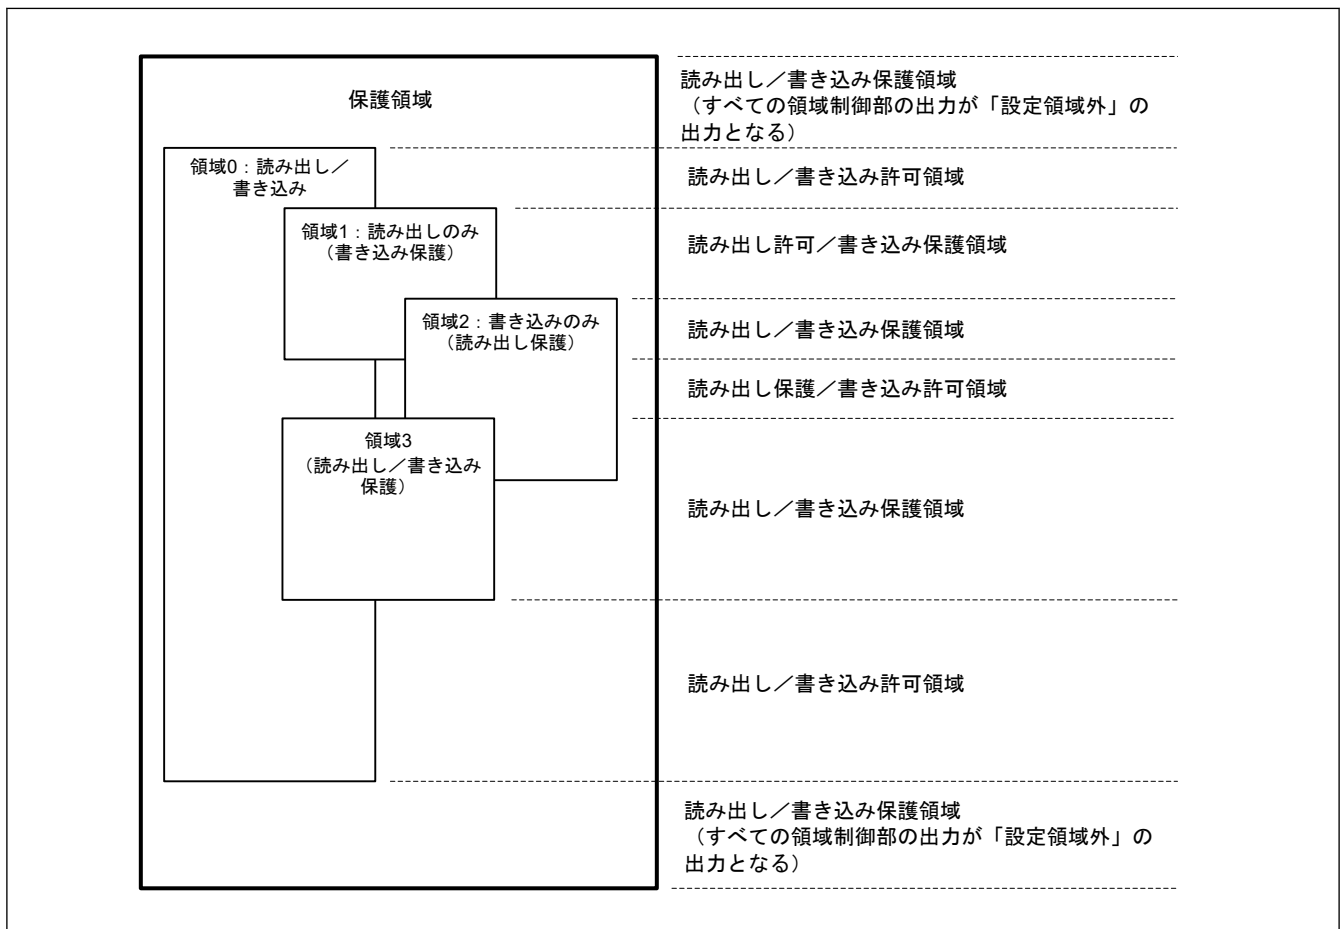 保護領域
領域0：読み出し／
書き込み
領域1：読み出しのみ
（書き込み保護）
領域2：書き込みのみ
（読み出し保護）
領域3
（読み出し／書き込み
保護）
読み出し／書き込み保護領域
（すべての領域制御部の出力が「設定領域外」の
出力となる）
読み出し／書き込み許可領域
読み出し許可／書き込み保護領域
読み出し／書き込み保護領域
読み出し保護／書き込み許可領域
読み出し／書き込み保護領域
読み出し／書き込み許可領域
読み出し／書き込み保護領域
（すべての領域制御部の出力が「設定領域外」の
出力となる）